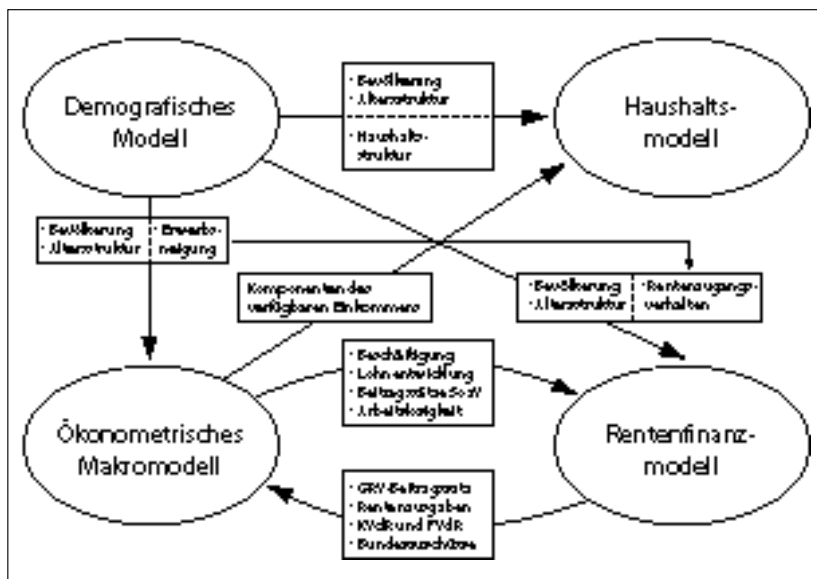 Demografisches
Modell
· Bevölkerung
· Altersstruktur
· Haushalts-
struktur
Haushalts-
modell
· Bevölkerung
· Altersstruktur
· Erwerbs-
neigung
Komponenten des
verfügbaren Einkommens
· Bevölkerung
· Altersstruktur
· Rentenzugangs-
verhalten
· Beschäftigung
· Lohnentwicklung
· Beitragssätze SozV
· Arbeitslosigkeit
Ökonometrisches
Makromodell
Rentenfinanz-
modell
· GRV-Beitragssatz
· Rentenausgaben
· KVdR und PVdR
· Bundeszuschüsse